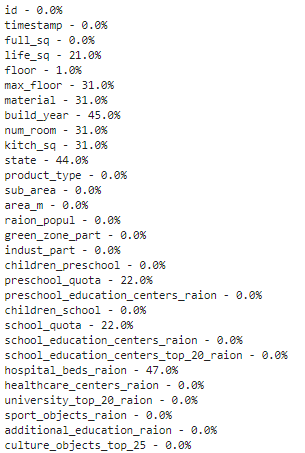 id - 0.0%
timestamp - 0.0%
full_sq - 0.0%
life_sq - 21.0%
floor - 1.0%
max_floor - 31.0%
material - 31.0%
build_year - 45.0%
num_room - 31.0%
kitch_sq - 31.0%
state - 44.0%
product_type - 0.0%
sub_area - 0.0%
area_m - 0.0%
raion_popul - 0.0%
green_zone_part - 0.0%
indust_part - 0.0%
children_preschool - 0.0%
preschool_quota - 22.0%
preschool_education_centers_raion - 0.0%
children_school - 0.0%
school_quota - 22.0%
school_education_centers_raion - 0.0%
school_education_centers_top_20_raion - 0.0%
hospital_beds_raion - 47.0%
healthcare_centers_raion - 0.0%
university_top_20_raion - 0.0%
sport_objects_raion - 0.0%
additional_education_raion - 0.0%
culture_objects_top_25 - 0.0%